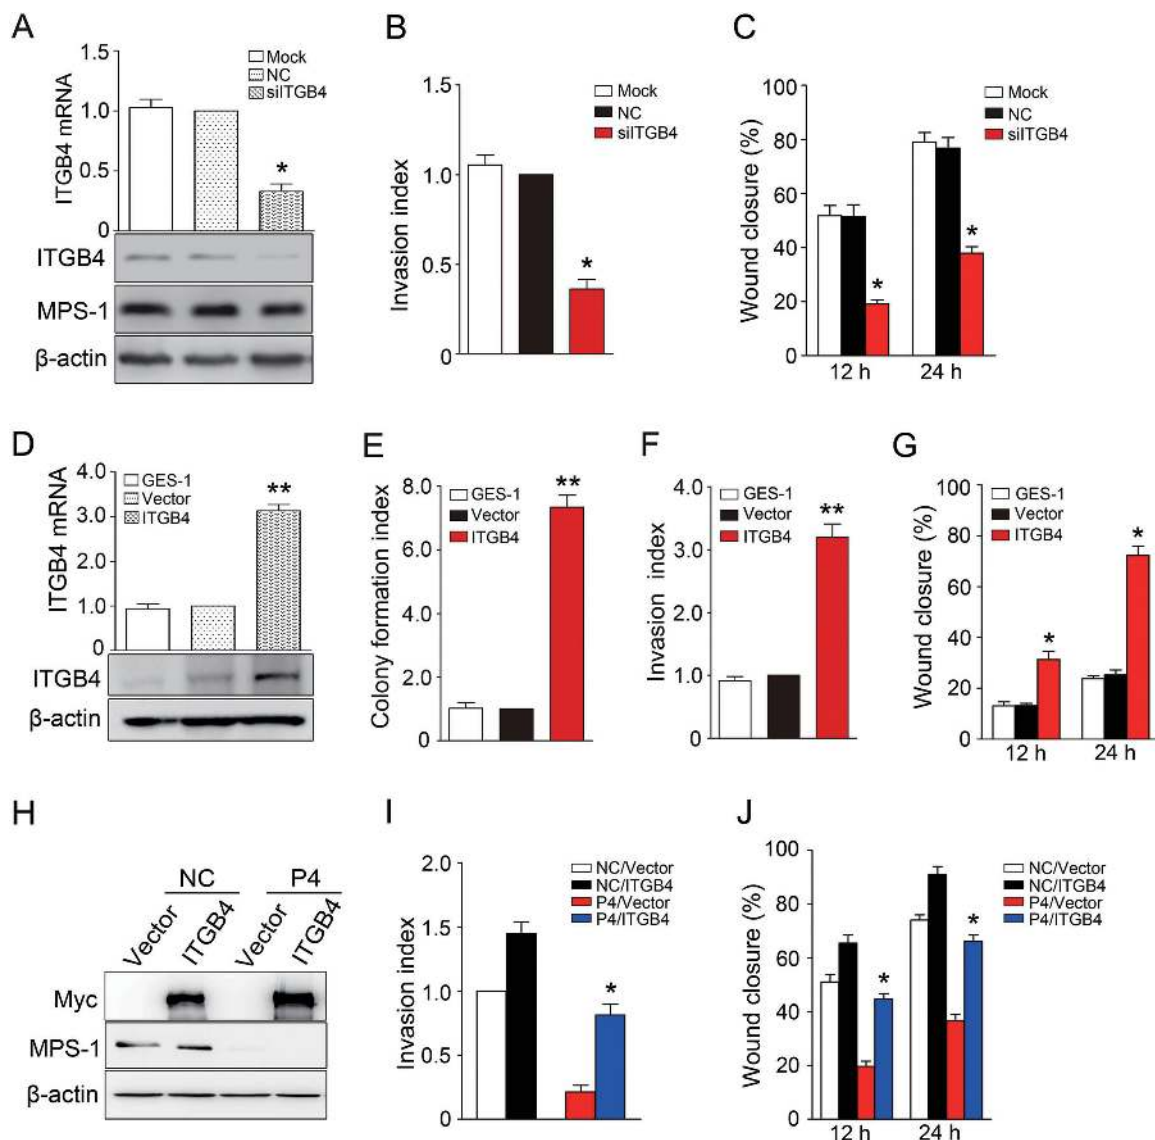 A
ITGB4 mRNA
1.5
1.0
0.5
0
Mock
NC
siITGB4
*
ITGB4
MPS-1
β-actin
B
Invasion index
1.5
1.0
0.5
0
Mock
NC
siITGB4
*
C
Wound closure (%)
100
80
60
40
20
0
Mock
NC
siITGB4
*
*
12 h
24 h
D
ITGB4 mRNA
4.0
3.0
2.0
1.0
0
GES-1
Vector
ITGB4
**
ITGB4
β-actin
E
Colony formation index
8.0
6.0
4.0
2.0
0
GES-1
Vector
ITGB4
**
F
Invasion index
4.0
3.0
2.0
1.0
0
GES-1
Vector
ITGB4
**
G
Wound closure (%)
100
80
60
40
20
0
GES-1
Vector
ITGB4
*
*
12 h
24 h
H
NC
P4
Vector
ITGB4
Vector
ITGB4
Myc
MPS-1
β-actin
I
Invasion index
2.0
1.5
1.0
0.5
0
NC/Vector
NC/ITGB4
P4/Vector
P4/ITGB4
*
J
Wound closure (%)
100
80
60
40
20
0
NC/Vector
NC/ITGB4
P4/Vector
P4/ITGB4
*
*
12 h
24 h